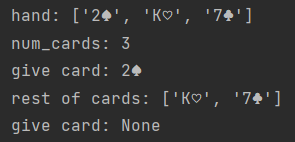 hand: ['2♠', 'K♡', '7♣']
num_cards: 3
give card: 2♠
rest of cards: ['K♡', '7♣']
give card: None